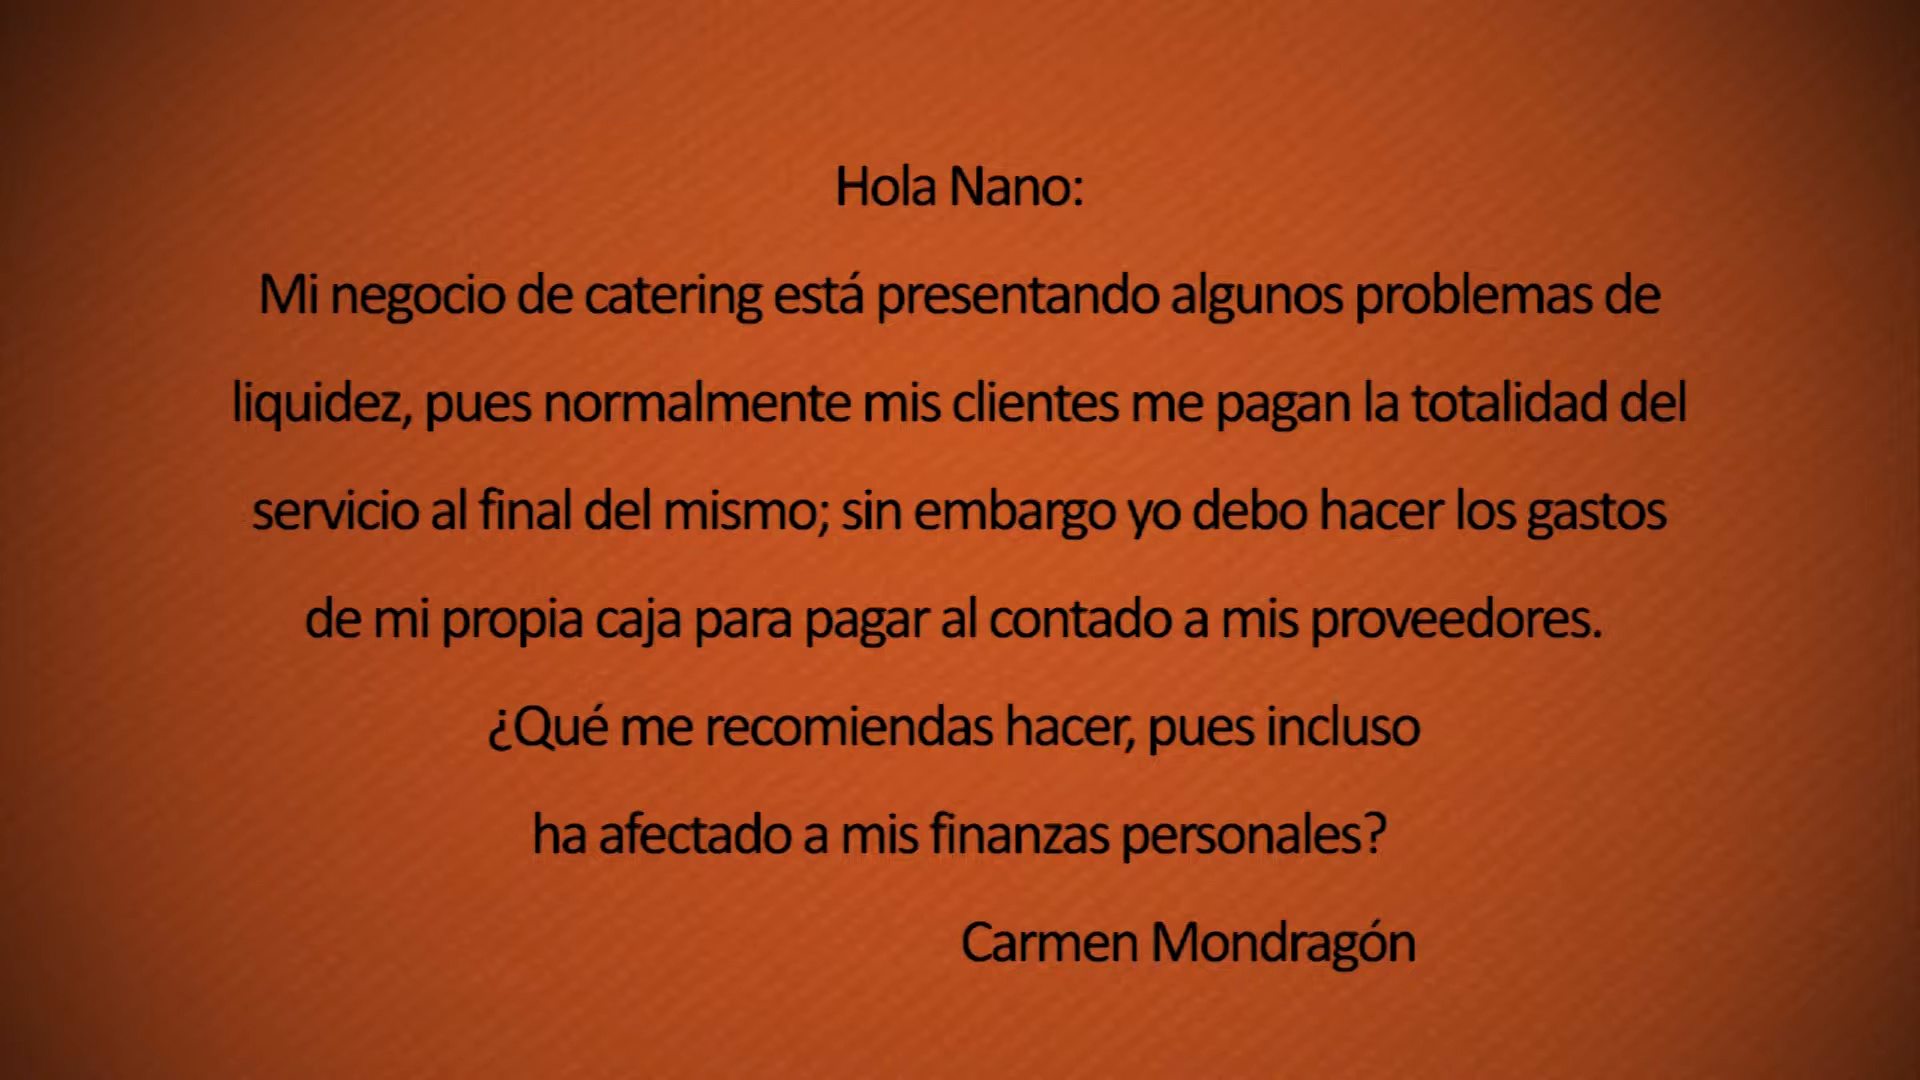 Hola Nano:
Mi negocio de catering está presentando algunos problemas de
liquidez, pues normalmente mis clientes me pagan la totalidad del
servicio al final del mismo; sin embargo yo debo hacer los gastos
de mi propia caja para pagar al contado a mis proveedores.
¿Qué me recomiendas hacer, pues incluso
ha afectado a mis finanzas personales?
Carmen Mondragón